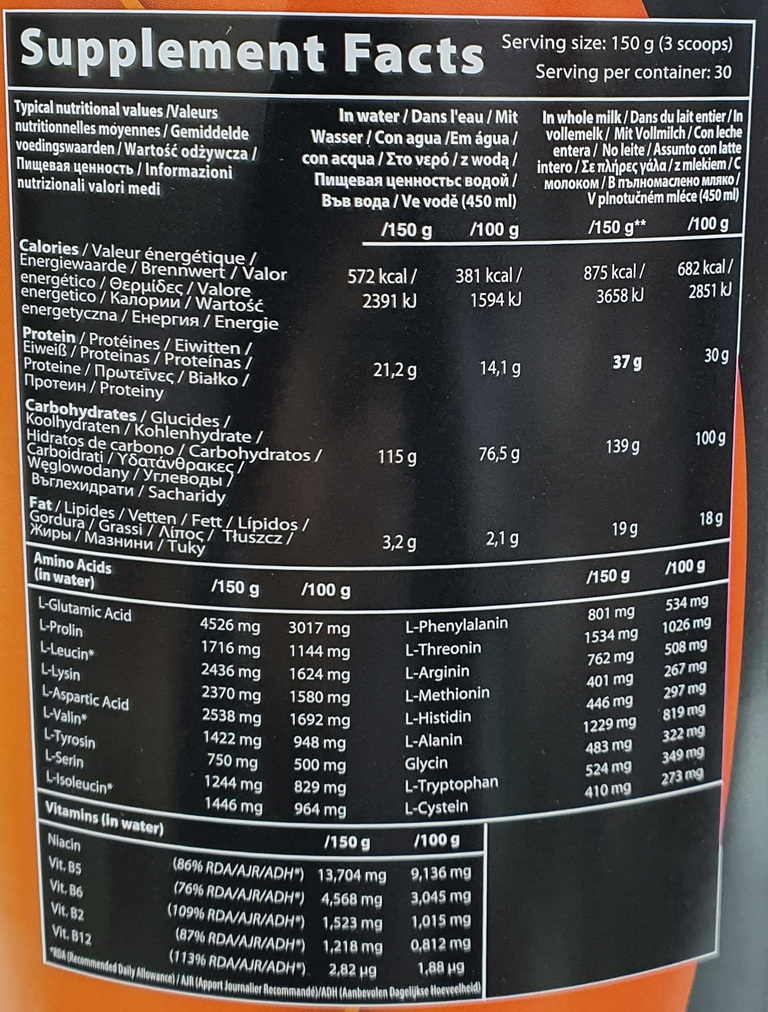 Supplement Facts
Serving size: 150 g (3 scoops)
Serving per container: 30
Typical nutritional values /Valeurs
nutritionnelles moyennes / Gemiddelde
voedingswaarden / Wartość odżywcza /
Пищевая ценность / Informazioni
nutrizionali valori medi
In water / Dans l'eau / Mit
Wasser / Con agua /Em água /
con acqua / Στο νερό / z wodą /
Пищевая ценностьс водой /
Във вода / Ve vodě (450 ml)
In whole milk / Dans du lait entier / In
vollemelk / Mit Vollmilch / Con leche
entera / No leite / Assunto con latte
intero / Σε πλήρες γάλα / z mlekiem / С
молоком / В пълномаслено мляко /
V plnotučném mléce (450 ml)
/150 g /100 g /150 g** /100 g
Calories / Valeur énergétique /
Energiewaarde / Brennwert / Valor
energético / Θερμίδες / Valore
energetico / Калории / Wartość
energetyczna / Енергия / Energie
572 kcal / 381 kcal / 875 kcal / 682 kcal /
2391 kJ 1594 kJ 3658 kJ 2851 kJ
Protein / Protéines / Eiwitten /
Eiweiß / Proteinas / Proteínas /
Proteine / Πρωτεΐνες / Białko /
Протеин / Proteiny
21,2 g 14,1 g 37 g 30 g
Carbohydrates / Glucides /
Koolhydraten / Kohlenhydrate /
Hidratos de carbono / Carbohydratos /
Carboidrati / Υδατάνθρακες /
Węglowodany / Углеводы /
Въглехидрати / Sacharidy
115 g 76,5 g 139 g 100 g
Fat / Lipides / Vetten / Fett / Lípidos /
Gordura / Grassi / Λίπος / Tłuszcz /
Жиры / Мазнини / Tuky
3,2 g 2,1 g 19 g 18 g
Amino Acids
(in water)
/150 g /100 g /150 g /100 g
L-Glutamic Acid 4526 mg 3017 mg L-Phenylalanin 801 mg 534 mg
L-Prolin 1716 mg 1144 mg L-Threonin 1534 mg 1026 mg
L-Leucin* 2436 mg 1624 mg L-Arginin 762 mg 508 mg
L-Lysin 2370 mg 1580 mg L-Methionin 401 mg 267 mg
L-Aspartic Acid 2538 mg 1692 mg L-Histidin 446 mg 297 mg
L-Valin* 1422 mg 948 mg L-Alanin 1229 mg 819 mg
L-Tyrosin 750 mg 500 mg Glycin 483 mg 322 mg
L-Serin 1244 mg 829 mg L-Tryptophan 524 mg 349 mg
L-Isoleucin* 1446 mg 964 mg L-Cystein 410 mg 273 mg
Vitamins (In water) /150 g /100 g
Niacin (86% RDA/AJR/ADH*) 13,704 mg 9,136 mg
Vit. B5 (76% RDA/AJR/ADH*) 4,568 mg 3,045 mg
Vit. B6 (109% RDA/AJR/ADH*) 1,523 mg 1,015 mg
Vit. B2 (87% RDA/AJR/ADH*) 1,218 mg 0,812 mg
Vit. B12 (113% RDA/AJR/ADH*) 2,82 µg 1,88 µg
*RDA (Recommended Daily Allowance) / AJR (Apport Journalier Recommandé)/ADH (Aanbevolen Dagelijkse Hoeveelheid)